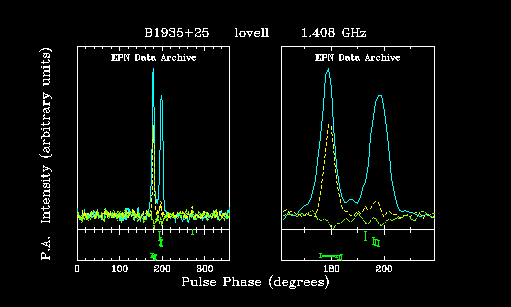 B1935+25 lovell 1.408 GHz
EPN Data Archive EPN Data Archive
P.A. Intensity (arbitrary units)
0 100 200 300 180 200
Pulse Phase (degrees)